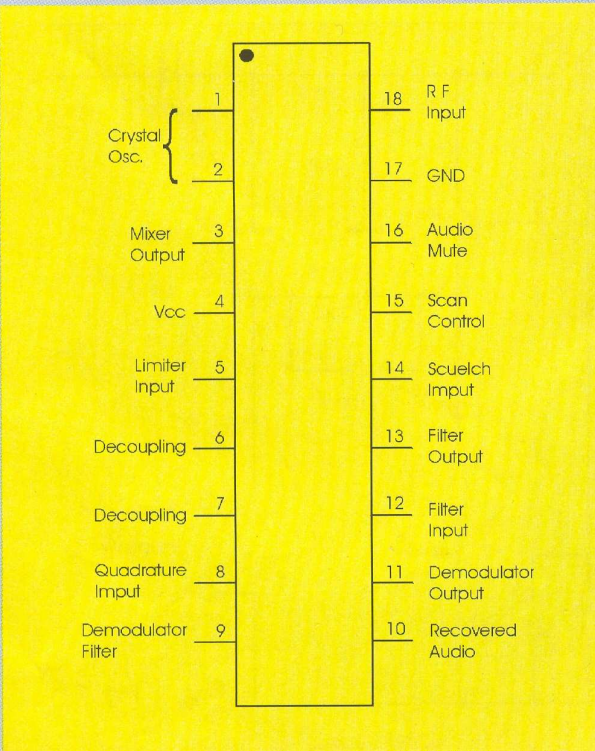 1
Crystal
Osc.
2
Mixer
Output
3
Vcc
4
Limiter
Input
5
Decoupling
6
Decoupling
7
Quadrature
Imput
8
Demodulator
Filter
9
18
R F
Input
17
GND
16
Audio
Mute
15
Scan
Control
14
Scuelch
Imput
13
Filter
Output
12
Filter
Input
11
Demodulator
Output
10
Recovered
Audio